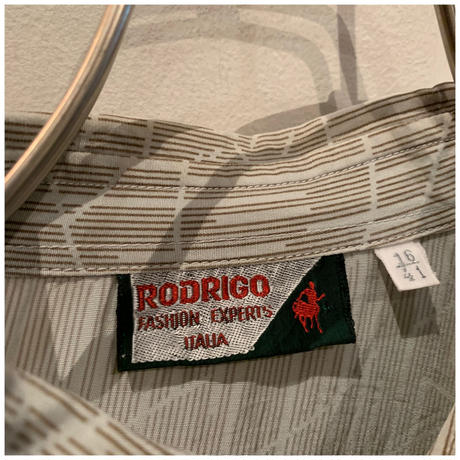 RODRIGO
FASHION EXPERTS
ITALIA
16
41